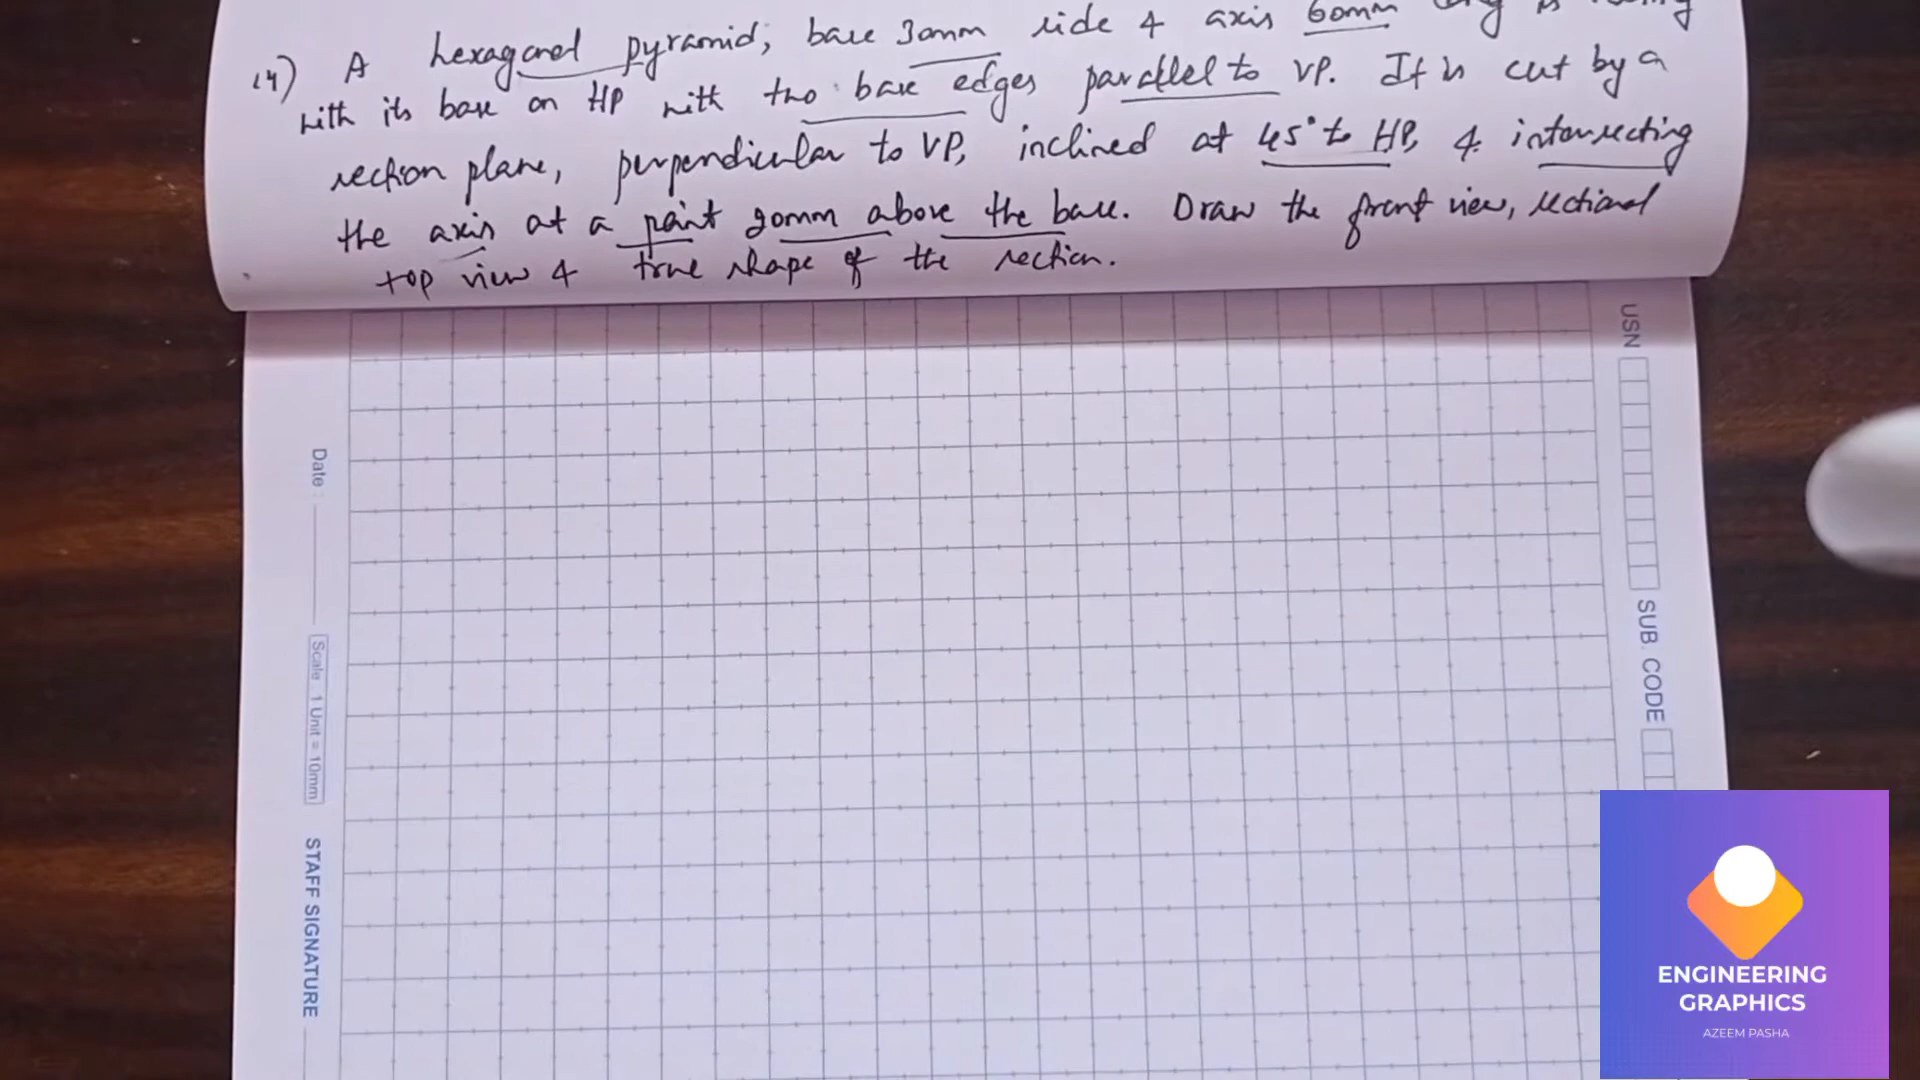 14) A hexagonal pyramid, base 30mm side & axis 60mm is
with its base on HP with two base edges parallel to VP. It is cut by a
section plane, perpendicular to VP, inclined at 45° to HP, & intersecting
the axis at a point 20mm above the base. Draw the front view, sectional
top view & true shape of the section.
USN
Date :
Scale : 1 Unit = 10mm
SUB. CODE
STAFF SIGNATURE
ENGINEERING
GRAPHICS
AZEEM PASHA